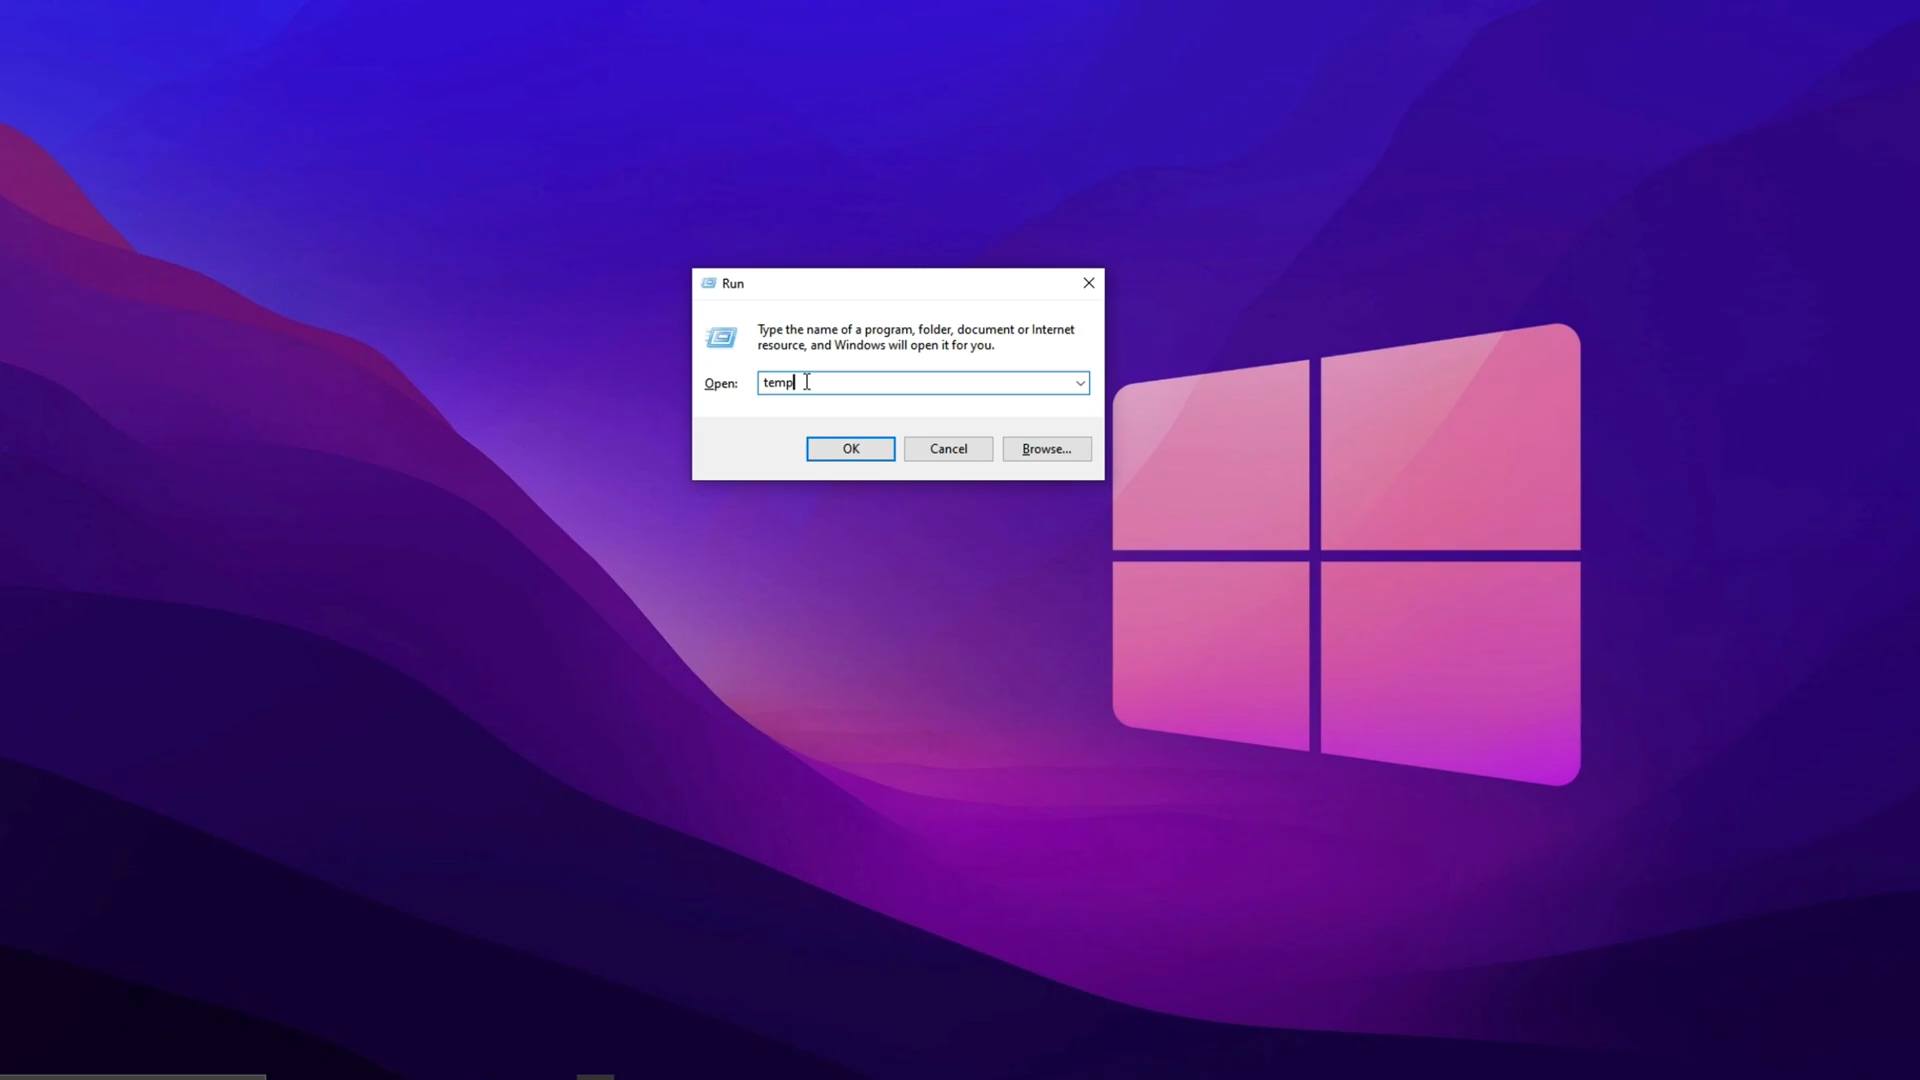 Run
Type the name of a program, folder, document or Internet
resource, and Windows will open it for you.
Open: temp
OK Cancel Browse...